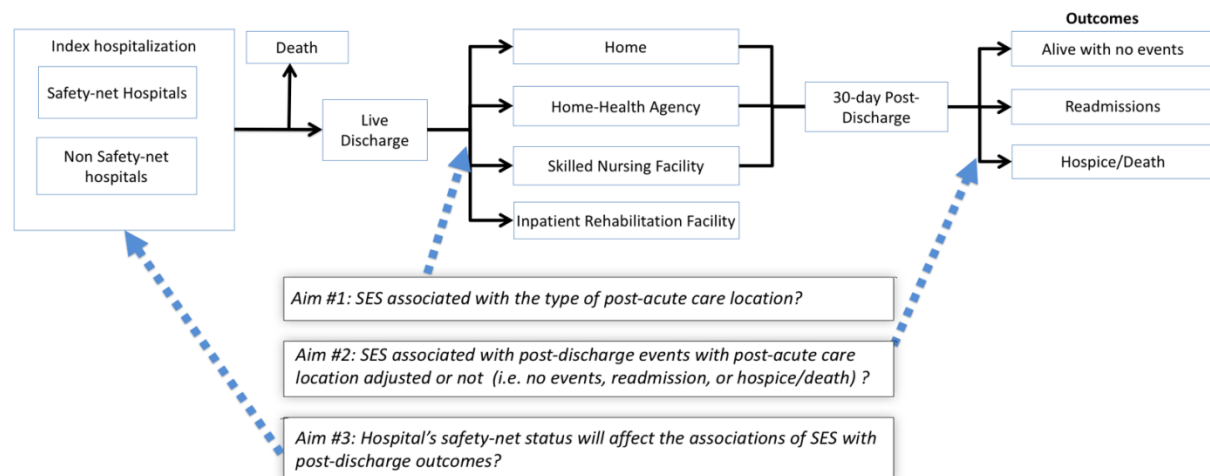 Outcomes
Index hospitalization
Safety-net Hospitals
Non Safety-net
hospitals
Death
Live
Discharge
Home
Home-Health Agency
Skilled Nursing Facility
Inpatient Rehabilitation Facility
30-day Post-
Discharge
Alive with no events
Readmissions
Hospice/Death
Aim #1: SES associated with the type of post-acute care location?
Aim #2: SES associated with post-discharge events with post-acute care
location adjusted or not (i.e. no events, readmission, or hospice/death) ?
Aim #3: Hospital's safety-net status will affect the associations of SES with
post-discharge outcomes?